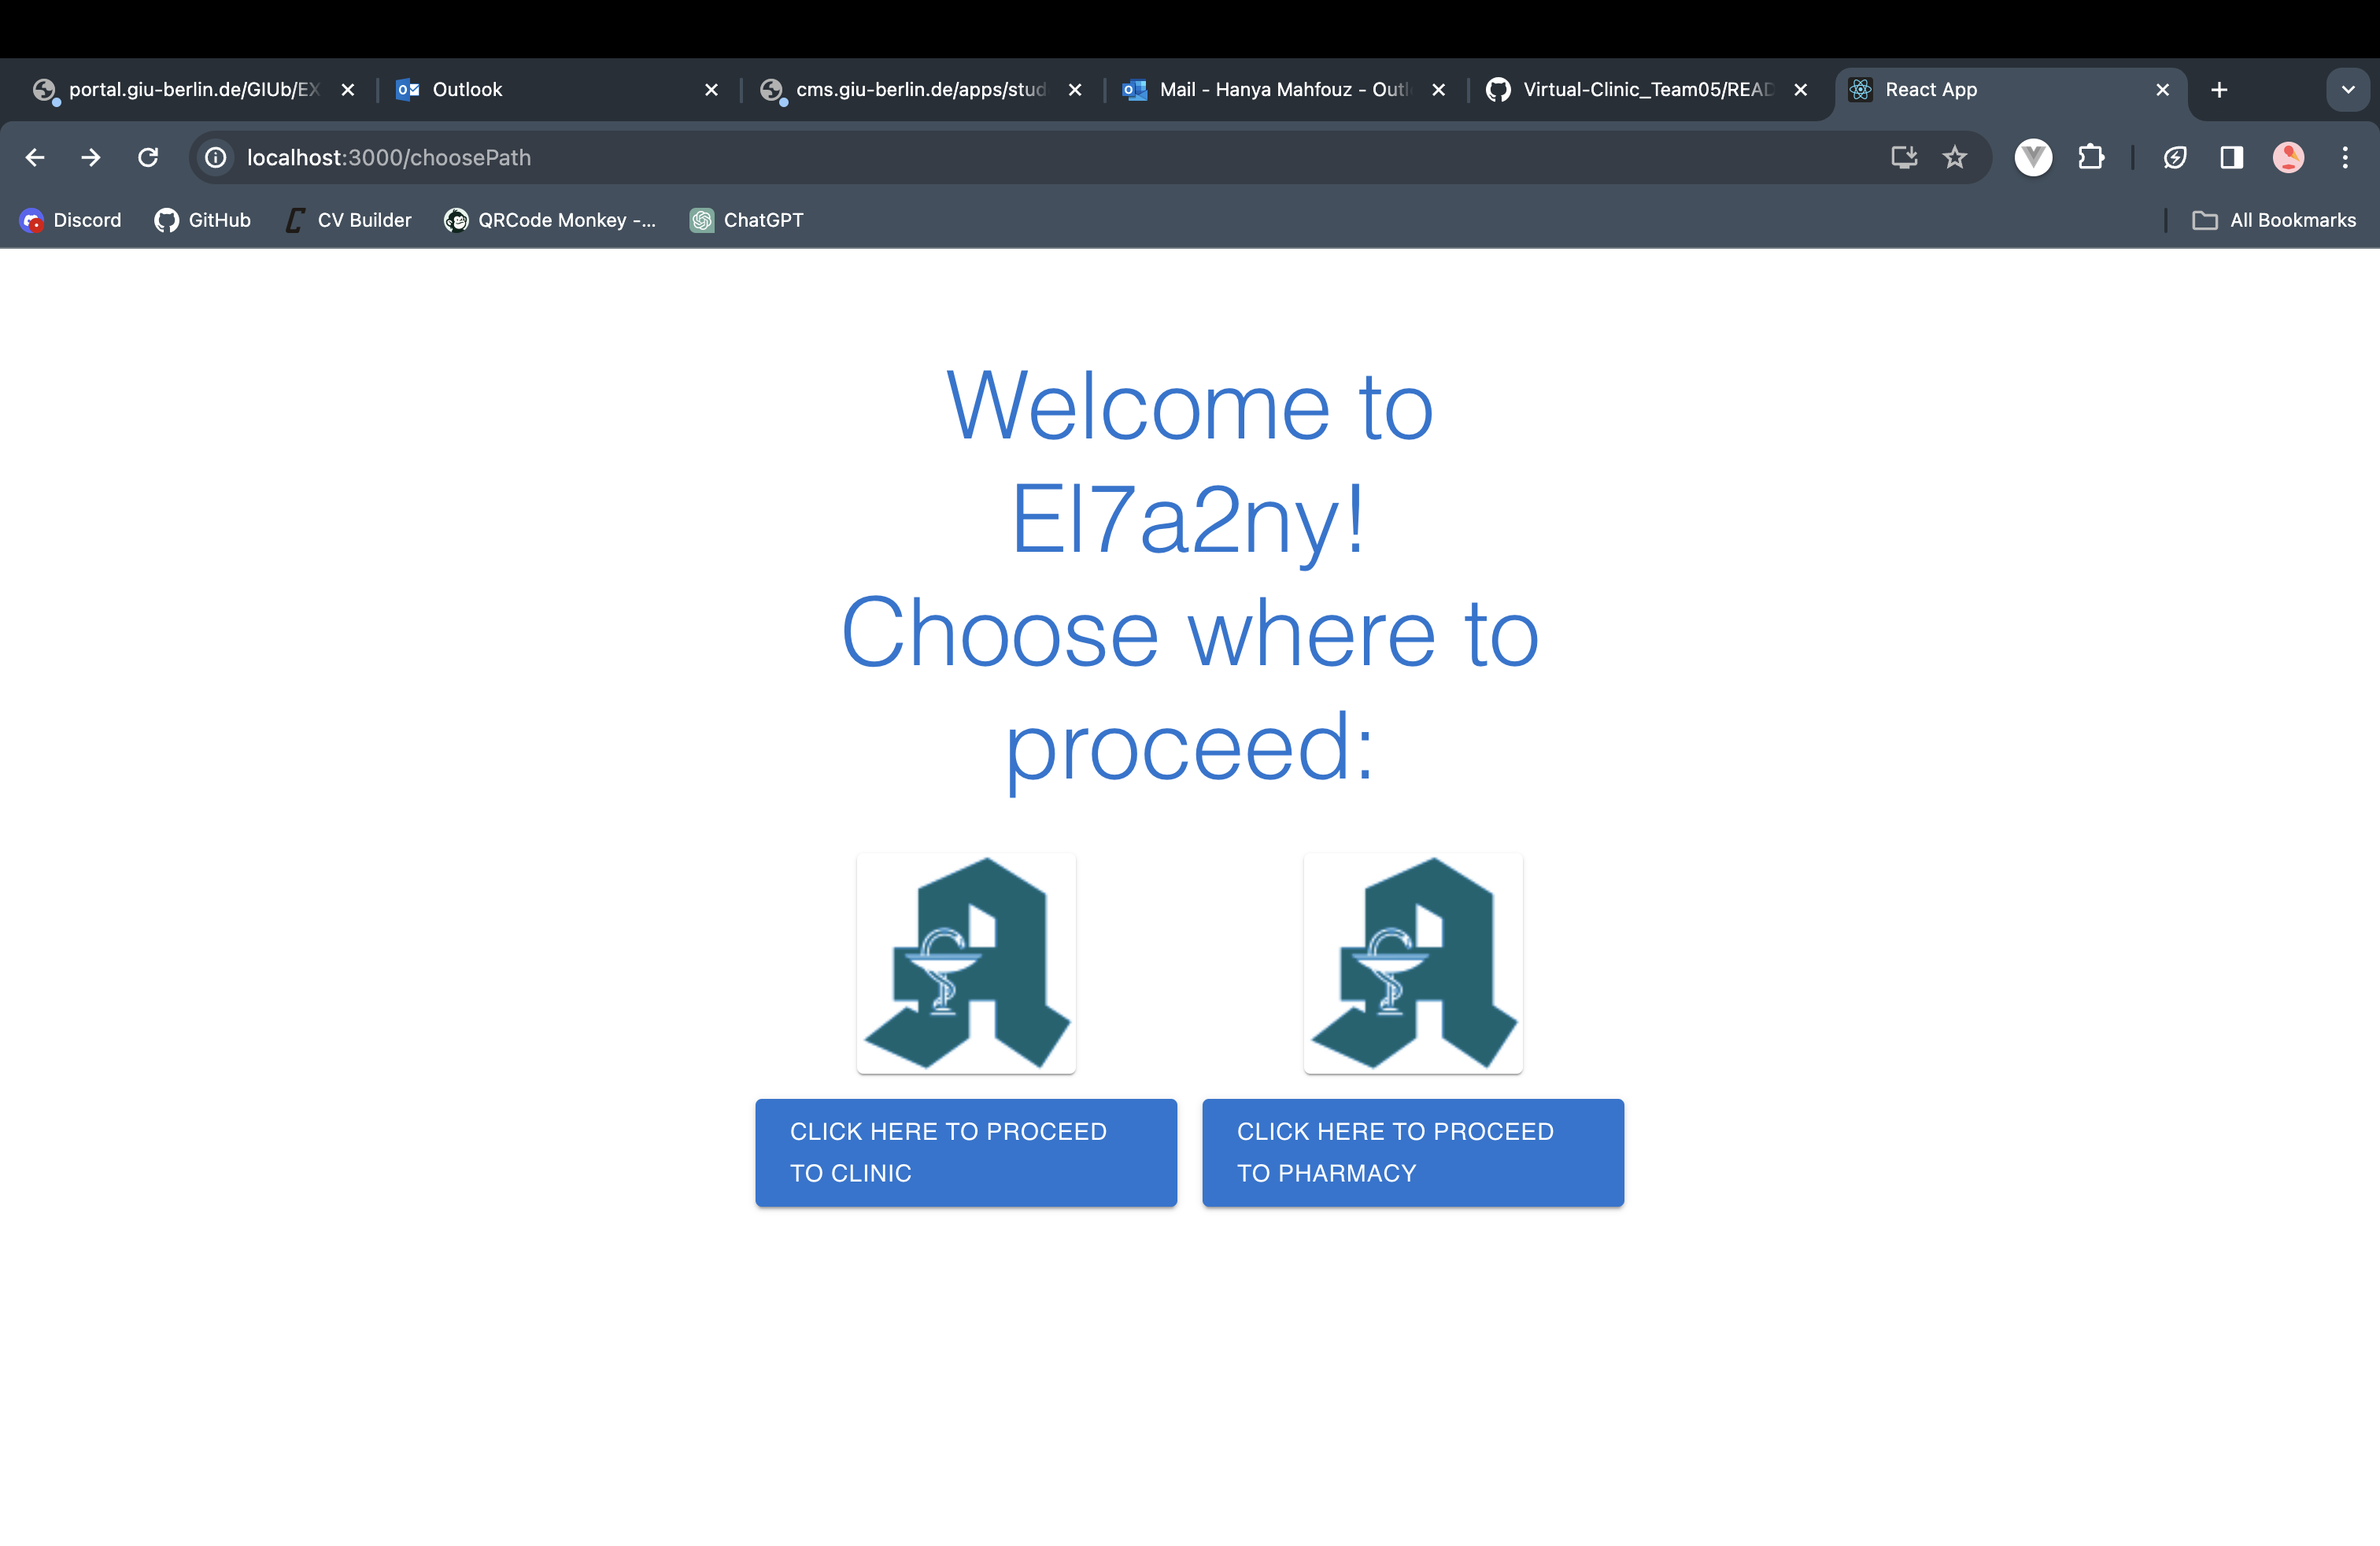 portal.giu-berlin.de/GIUb/EX
Outlook
cms.giu-berlin.de/apps/stud
Mail - Hanya Mahfouz - Outl
Virtual-Clinic_Team05/READ
React App
localhost:3000/choosePath
Discord
GitHub
CV Builder
QRCode Monkey -...
ChatGPT
All Bookmarks
Welcome to
El7a2ny!
Choose where to
proceed:
CLICK HERE TO PROCEED
TO CLINIC
CLICK HERE TO PROCEED
TO PHARMACY